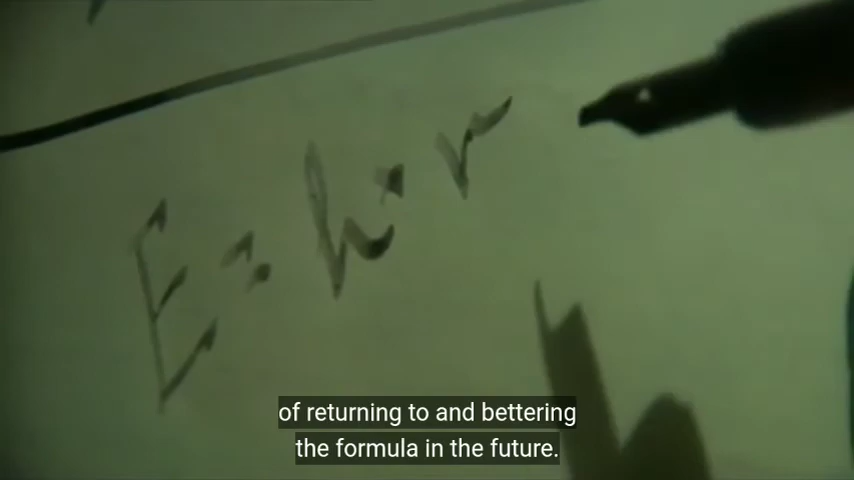 E = h · ν
of returning to and bettering
the formula in the future.